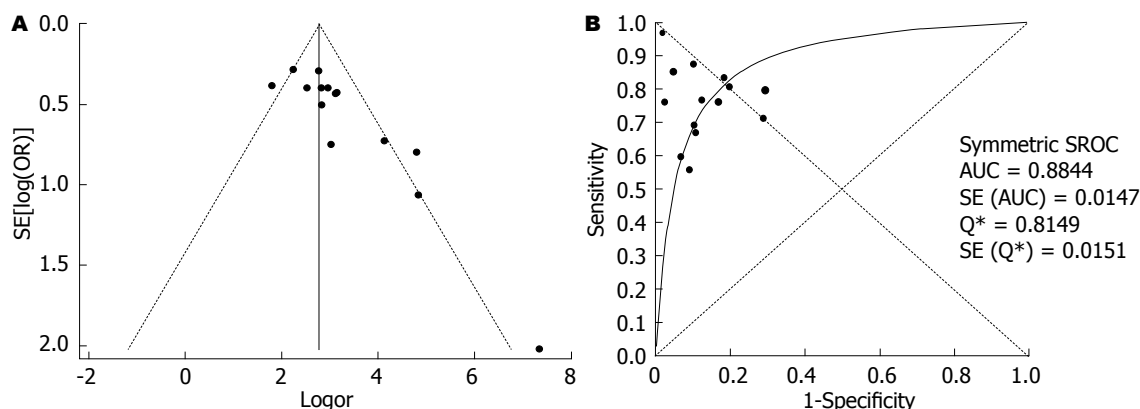 A
SE[log(OR)]
0.0
0.5
1.0
1.5
2.0
-2 0 2 4 6 8
Logor
B
Sensitivity
1.0
0.9
0.8
0.7
0.6
0.5
0.4
0.3
0.2
0.1
0.0
0 0.2 0.4 0.6 0.8 1.0
1-Specificity
Symmetric SROC
AUC = 0.8844
SE (AUC) = 0.0147
Q* = 0.8149
SE (Q*) = 0.0151